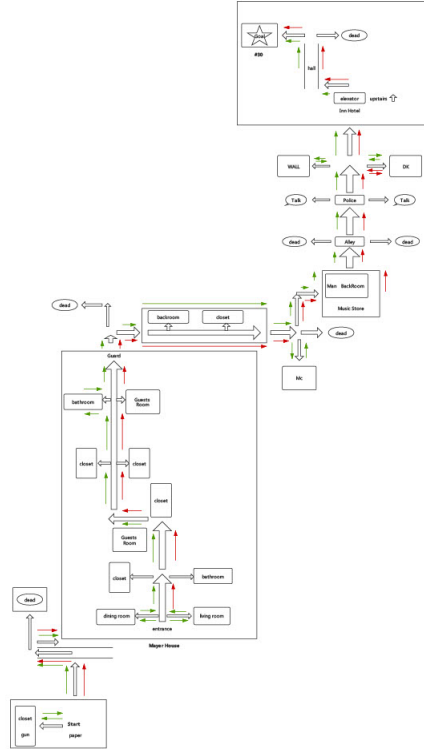 Goal
dead
#30
hall
elevator
upstairs
Inn Hotel
WALL
DK
Talk
Police
Talk
dead
Alley
dead
Man
BackRoom
Music Store
dead
backroom
closet
dead
Mc
Guard
bathroom
Guests
Room
closet
closet
closet
Guests
Room
closet
bathroom
dining room
living room
entrance
Mayer House
dead
closet
gun
Start
paper